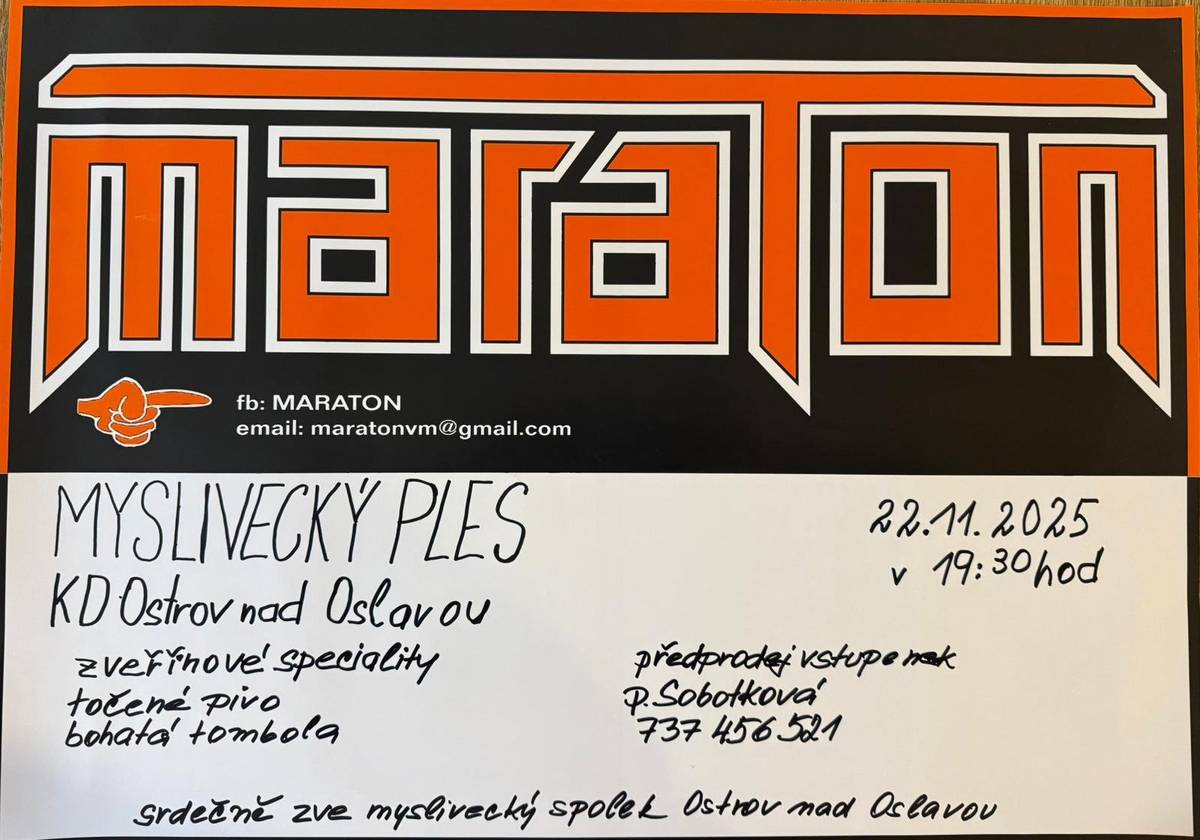 maraton
fb: MARATON
email: maratonvm@gmail.com
MYSLIVECKÝ PLES
22.11.2025
v 19:30 hod
KD Ostrov nad Oslavou
zveřinové speciality
točené pivo
bohatá tombola
předprodej vstupenek
p. Sobotková
737 456 521
srdečně zve myslivecký spolek Ostrov nad Oslavou